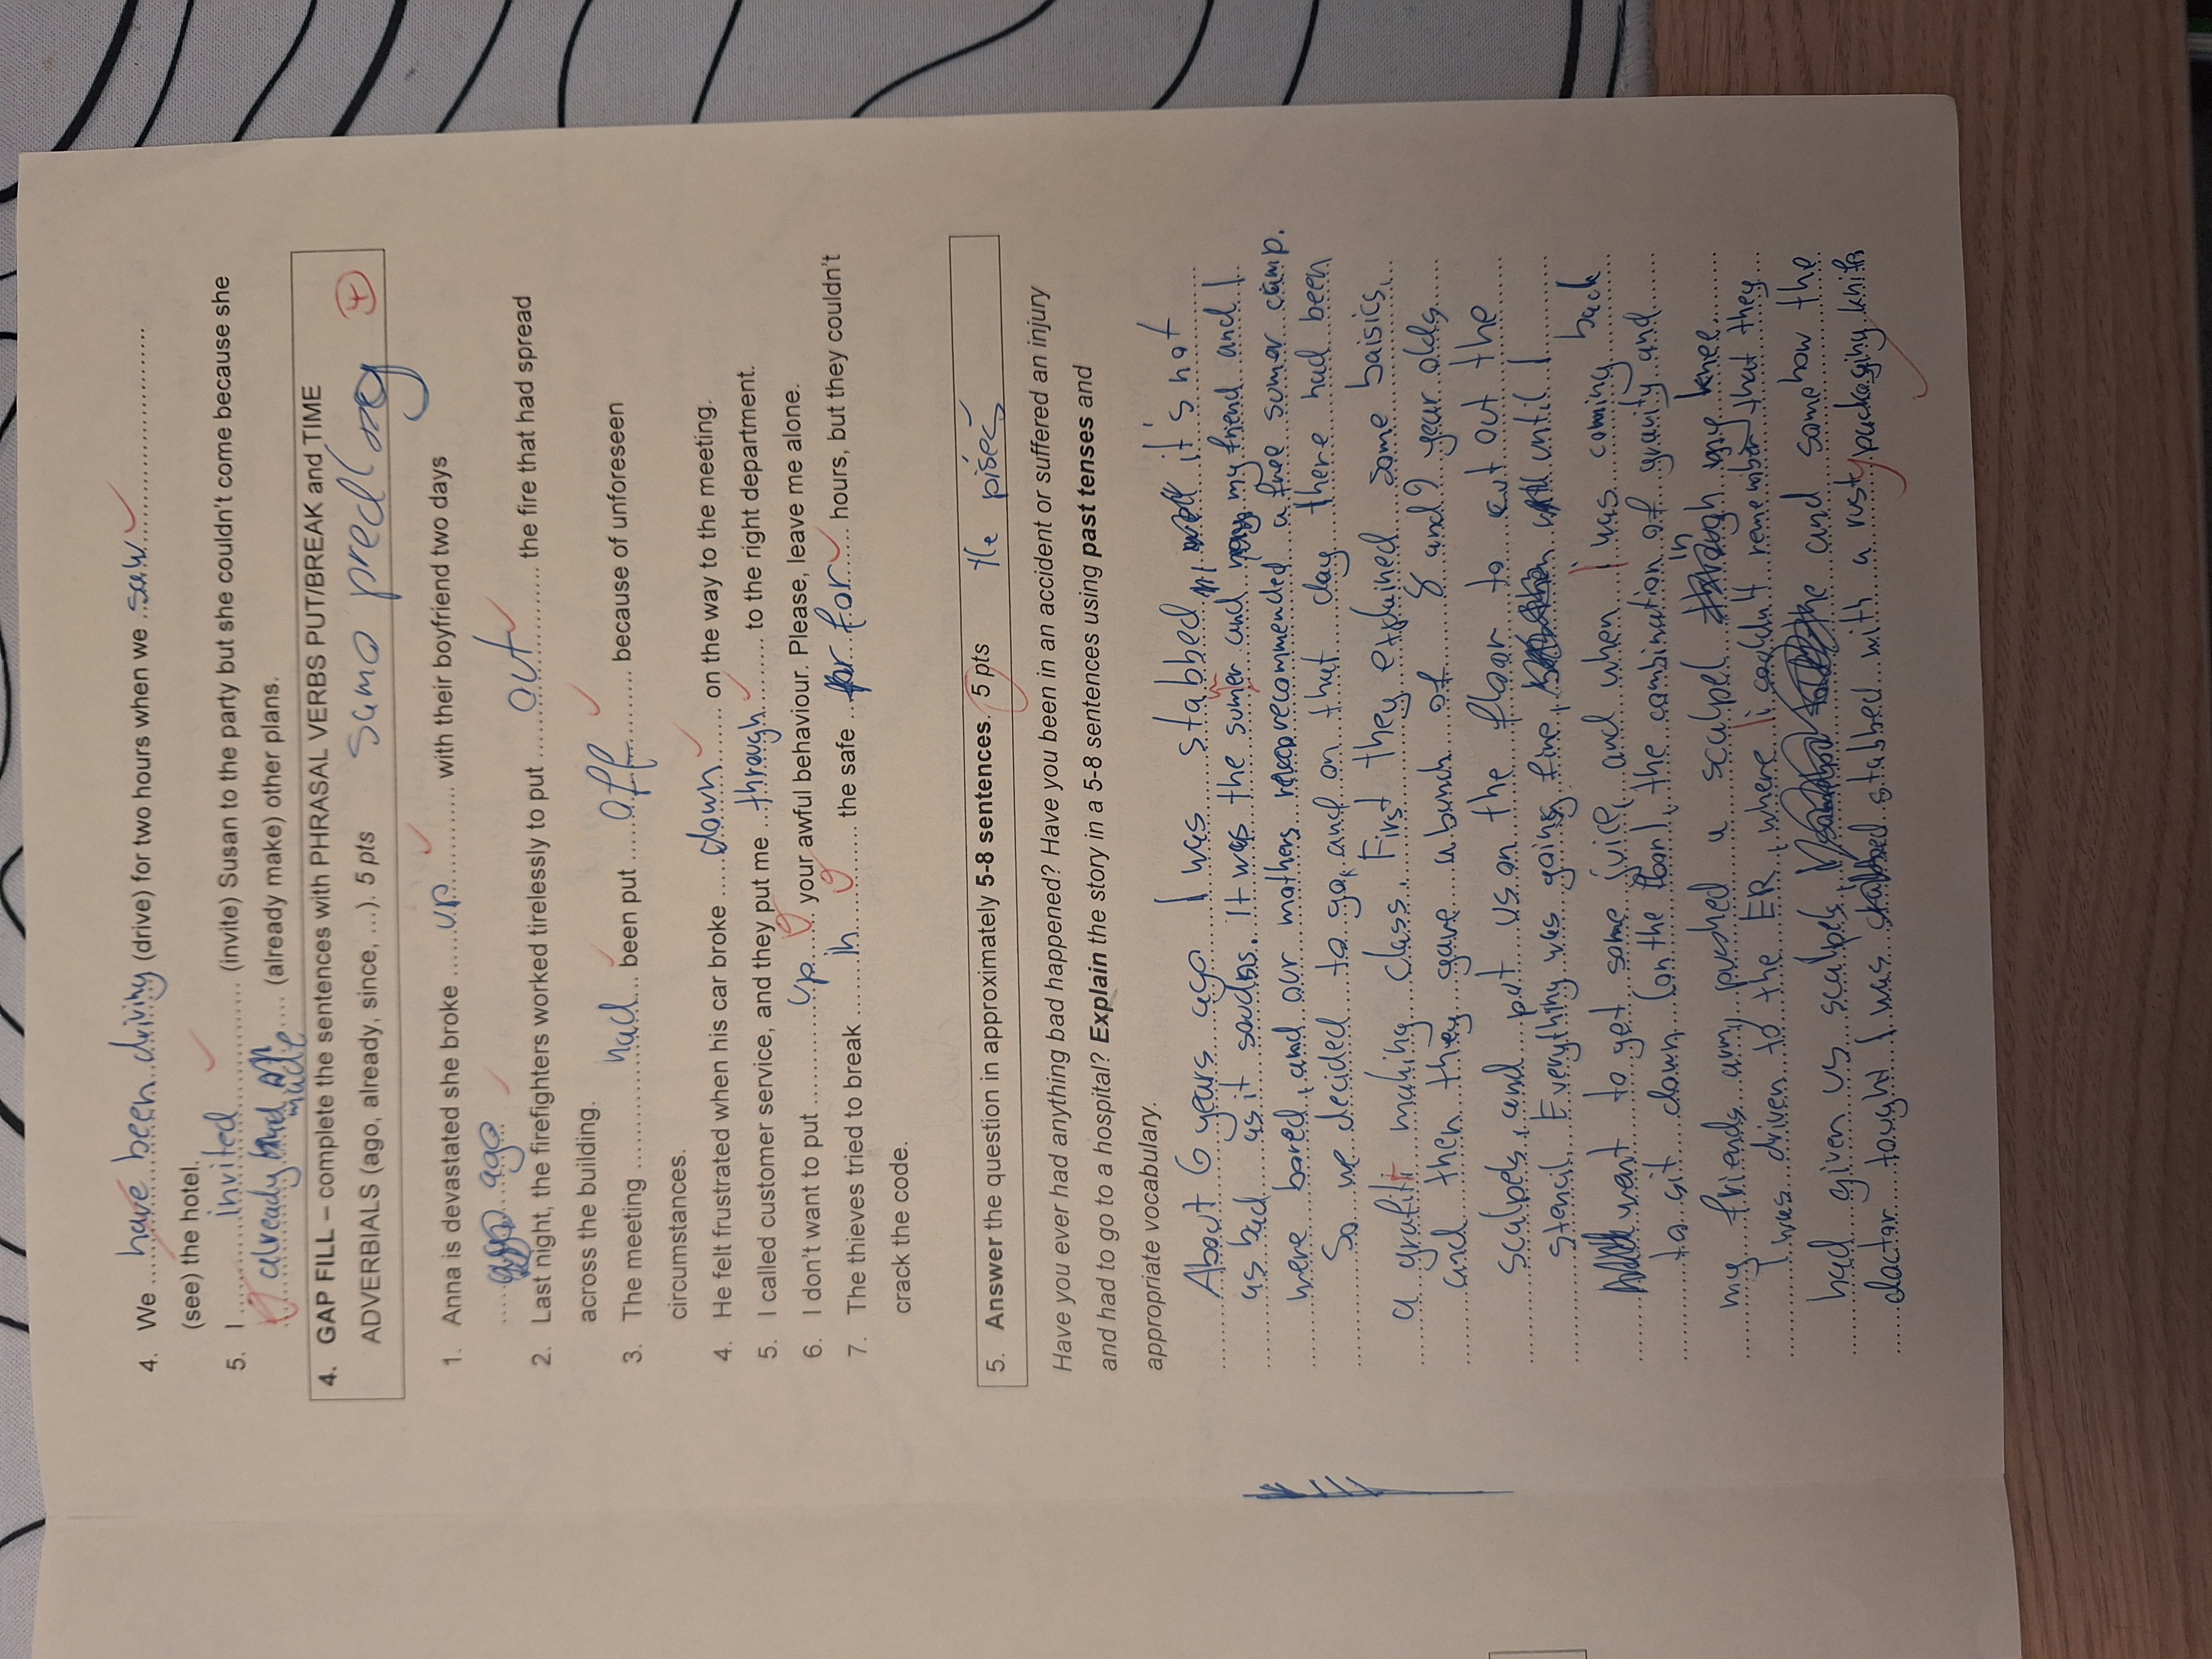 4. We have been driving (drive) for two hours when we saw
(see) the hotel.
5. I invited (invite) Susan to the party but she couldn't come because she
already had made (already make) other plans.
4. GAP FILL – complete the sentences with PHRASAL VERBS PUT/BREAK and TIME
ADVERBIALS (ago, already, since, ...). 5 pts samo predlog 4
1. Anna is devastated she broke up with their boyfriend two days
ago
2. Last night, the firefighters worked tirelessly to put out the fire that had spread
across the building.
3. The meeting had been put off because of unforeseen
circumstances.
4. He felt frustrated when his car broke down on the way to the meeting.
5. I called customer service, and they put me through to the right department.
6. I don't want to put up your awful behaviour. Please, leave me alone.
7. The thieves tried to break in the safe for hours, but they couldn't
crack the code.
5. Answer the question in approximately 5-8 sentences. 5 pts tle pišeš
Have you ever had anything bad happened? Have you been in an accident or suffered an injury
and had to go to a hospital? Explain the story in a 5-8 sentences using past tenses and
appropriate vocabulary.
About 6 years ago I was stabbed, it's not
as bad as it soudns. It was the sumer and my friend and I
were bored, and our mothers recommended a free sumer camp.
So we decided to go, and on that day there had been
a grafiti making class. First they explained some baisics,
and then they gave a bunch of 8 and 9 year olds
scalpels, and put us on the floor to cut out the
stencil. Everything was going fine, until I
went to get some juice, and when I was coming back
to sit down (on the floor), the combination of gravity and
my friends army pushed a scalpel in my knee.
I was driven to the ER, where i couldn't remember that they
had given us scalpels, and somehow the
doctor tought I was stabbed with a rusty packaging knife